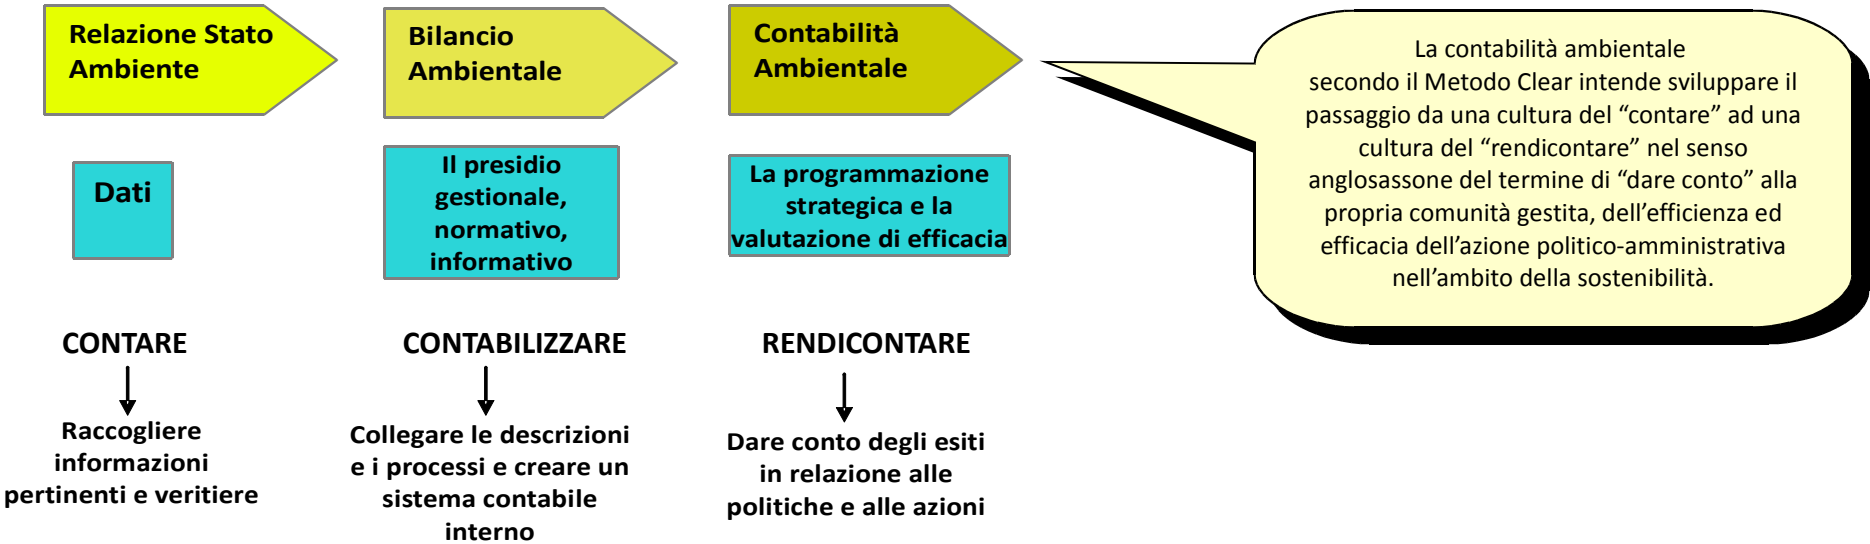 Relazione Stato
Ambiente
Bilancio
Ambientale
Contabilità
Ambientale
La contabilità ambientale
secondo il Metodo Clear intende sviluppare il
passaggio da una cultura del “contare” ad una
cultura del “rendicontare” nel senso
anglosassone del termine di “dare conto” alla
propria comunità gestita, dell’efficienza ed
efficacia dell’azione politico-amministrativa
nell’ambito della sostenibilità.
Dati
Il presidio
gestionale,
normativo,
informativo
La programmazione
strategica e la
valutazione di efficacia
CONTARE
CONTABILIZZARE
RENDICONTARE
Raccogliere
informazioni
pertinenti e veritiere
Collegare le descrizioni
e i processi e creare un
sistema contabile
interno
Dare conto degli esiti
in relazione alle
politiche e alle azioni